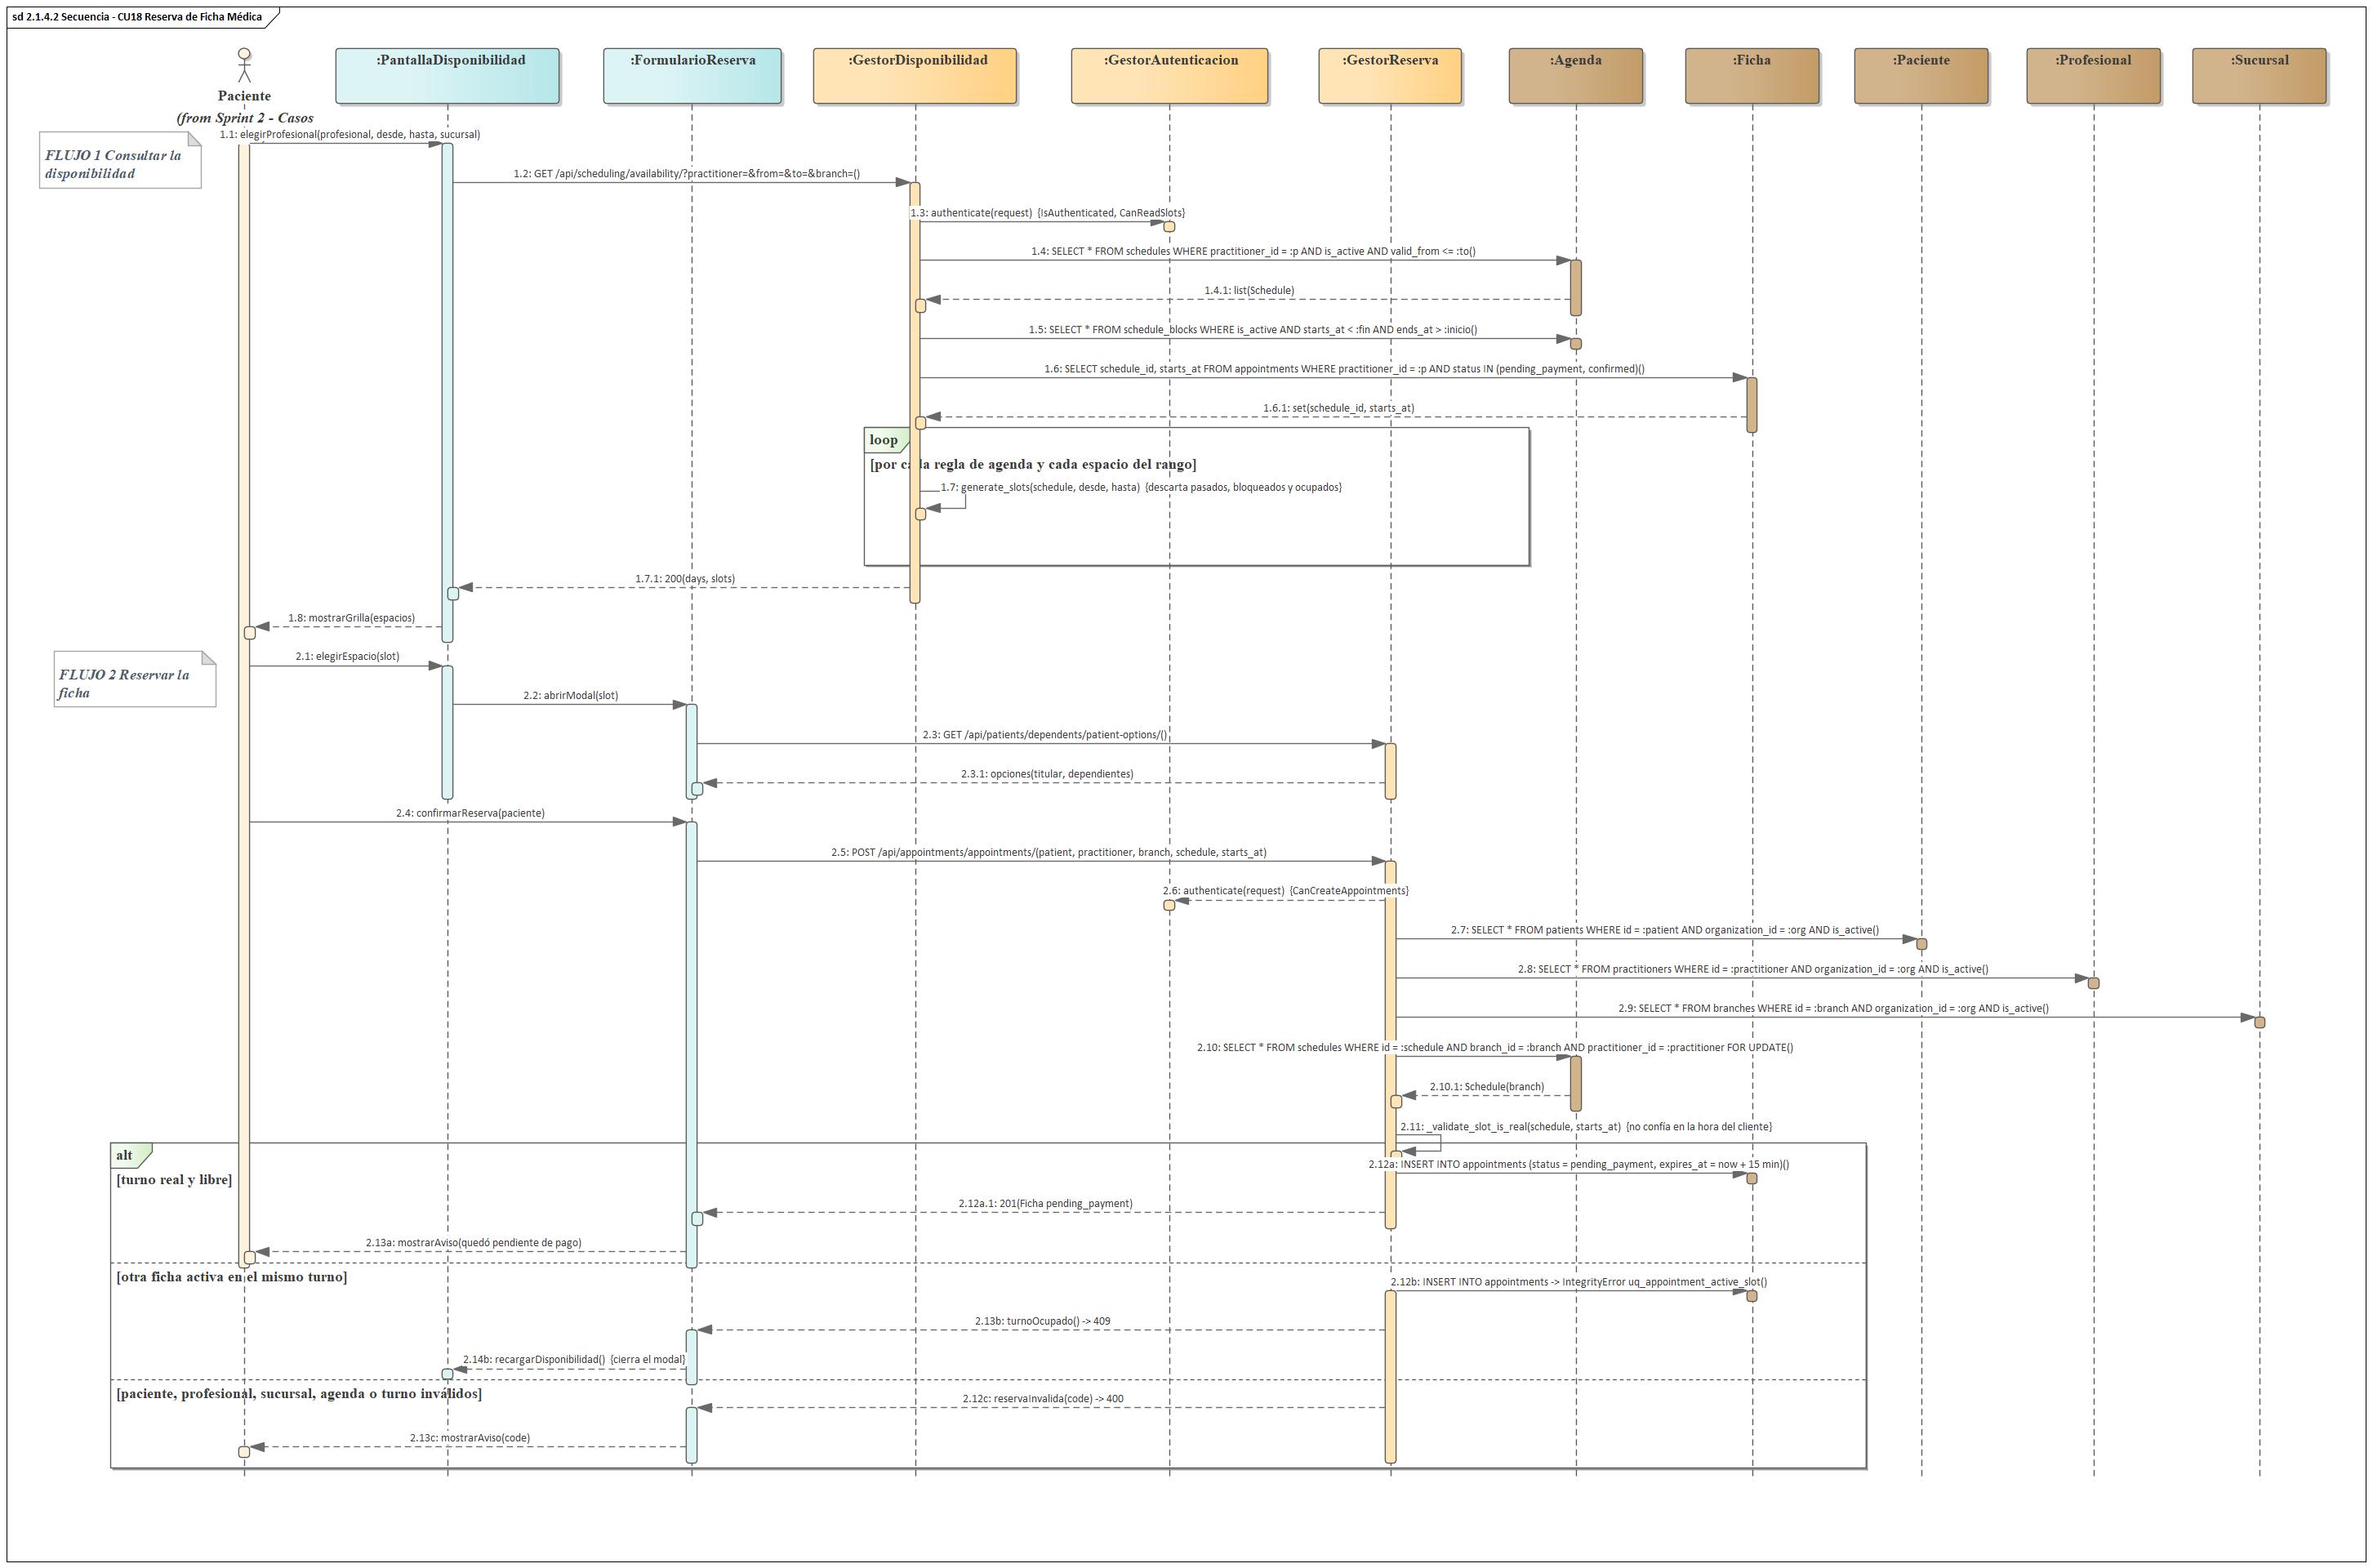 sd 2.1.4.2 Secuencia - CU18 Reserva de Ficha Médica
:PantallaDisponibilidad
:FormularioReserva
:GestorDisponibilidad
:GestorAutenticacion
:GestorReserva
:Agenda
:Ficha
:Paciente
:Profesional
:Sucursal
Paciente
(from Sprint 2 - Casos
1.1: elegirProfesional(profesional, desde, hasta, sucursal)
FLUJO 1 Consultar la
disponibilidad
1.2: GET /api/scheduling/availability/?practitioner=&from=&to=&branch=()
1.3: authenticate(request) {IsAuthenticated, CanReadSlots}
1.4: SELECT * FROM schedules WHERE practitioner_id = :p AND is_active AND valid_from <= :to()
1.4.1: list(Schedule)
1.5: SELECT * FROM schedule_blocks WHERE is_active AND starts_at < :fin AND ends_at > :inicio()
1.6: SELECT schedule_id, starts_at FROM appointments WHERE practitioner_id = :p AND status IN (pending_payment, confirmed)()
1.6.1: set(schedule_id, starts_at)
loop
[por cada regla de agenda y cada espacio del rango]
1.7: generate_slots(schedule, desde, hasta) {descarta pasados, bloqueados y ocupados}
1.7.1: 200(days, slots)
1.8: mostrarGrilla(espacios)
2.1: elegirEspacio(slot)
FLUJO 2 Reservar la
ficha
2.2: abrirModal(slot)
2.3: GET /api/patients/dependents/patient-options/()
2.3.1: opciones(titular, dependientes)
2.4: confirmarReserva(paciente)
2.5: POST /api/appointments/appointments/(patient, practitioner, branch, schedule, starts_at)
2.6: authenticate(request) {CanCreateAppointments}
2.7: SELECT * FROM patients WHERE id = :patient AND organization_id = :org AND is_active()
2.8: SELECT * FROM practitioners WHERE id = :practitioner AND organization_id = :org AND is_active()
2.9: SELECT * FROM branches WHERE id = :branch AND organization_id = :org AND is_active()
2.10: SELECT * FROM schedules WHERE id = :schedule AND branch_id = :branch AND practitioner_id = :practitioner FOR UPDATE()
2.10.1: Schedule(branch)
2.11: _validate_slot_is_real(schedule, starts_at) {no confía en la hora del cliente}
alt
2.12a: INSERT INTO appointments (status = pending_payment, expires_at = now + 15 min)()
[turno real y libre]
2.12a.1: 201(Ficha pending_payment)
2.13a: mostrarAviso(quedó pendiente de pago)
[otra ficha activa en el mismo turno]
2.12b: INSERT INTO appointments -> IntegrityError uq_appointment_active_slot()
2.13b: turnoOcupado() -> 409
2.14b: recargarDisponibilidad() {cierra el modal}
[paciente, profesional, sucursal, agenda o turno inválidos]
2.12c: reservaInvalida(code) -> 400
2.13c: mostrarAviso(code)